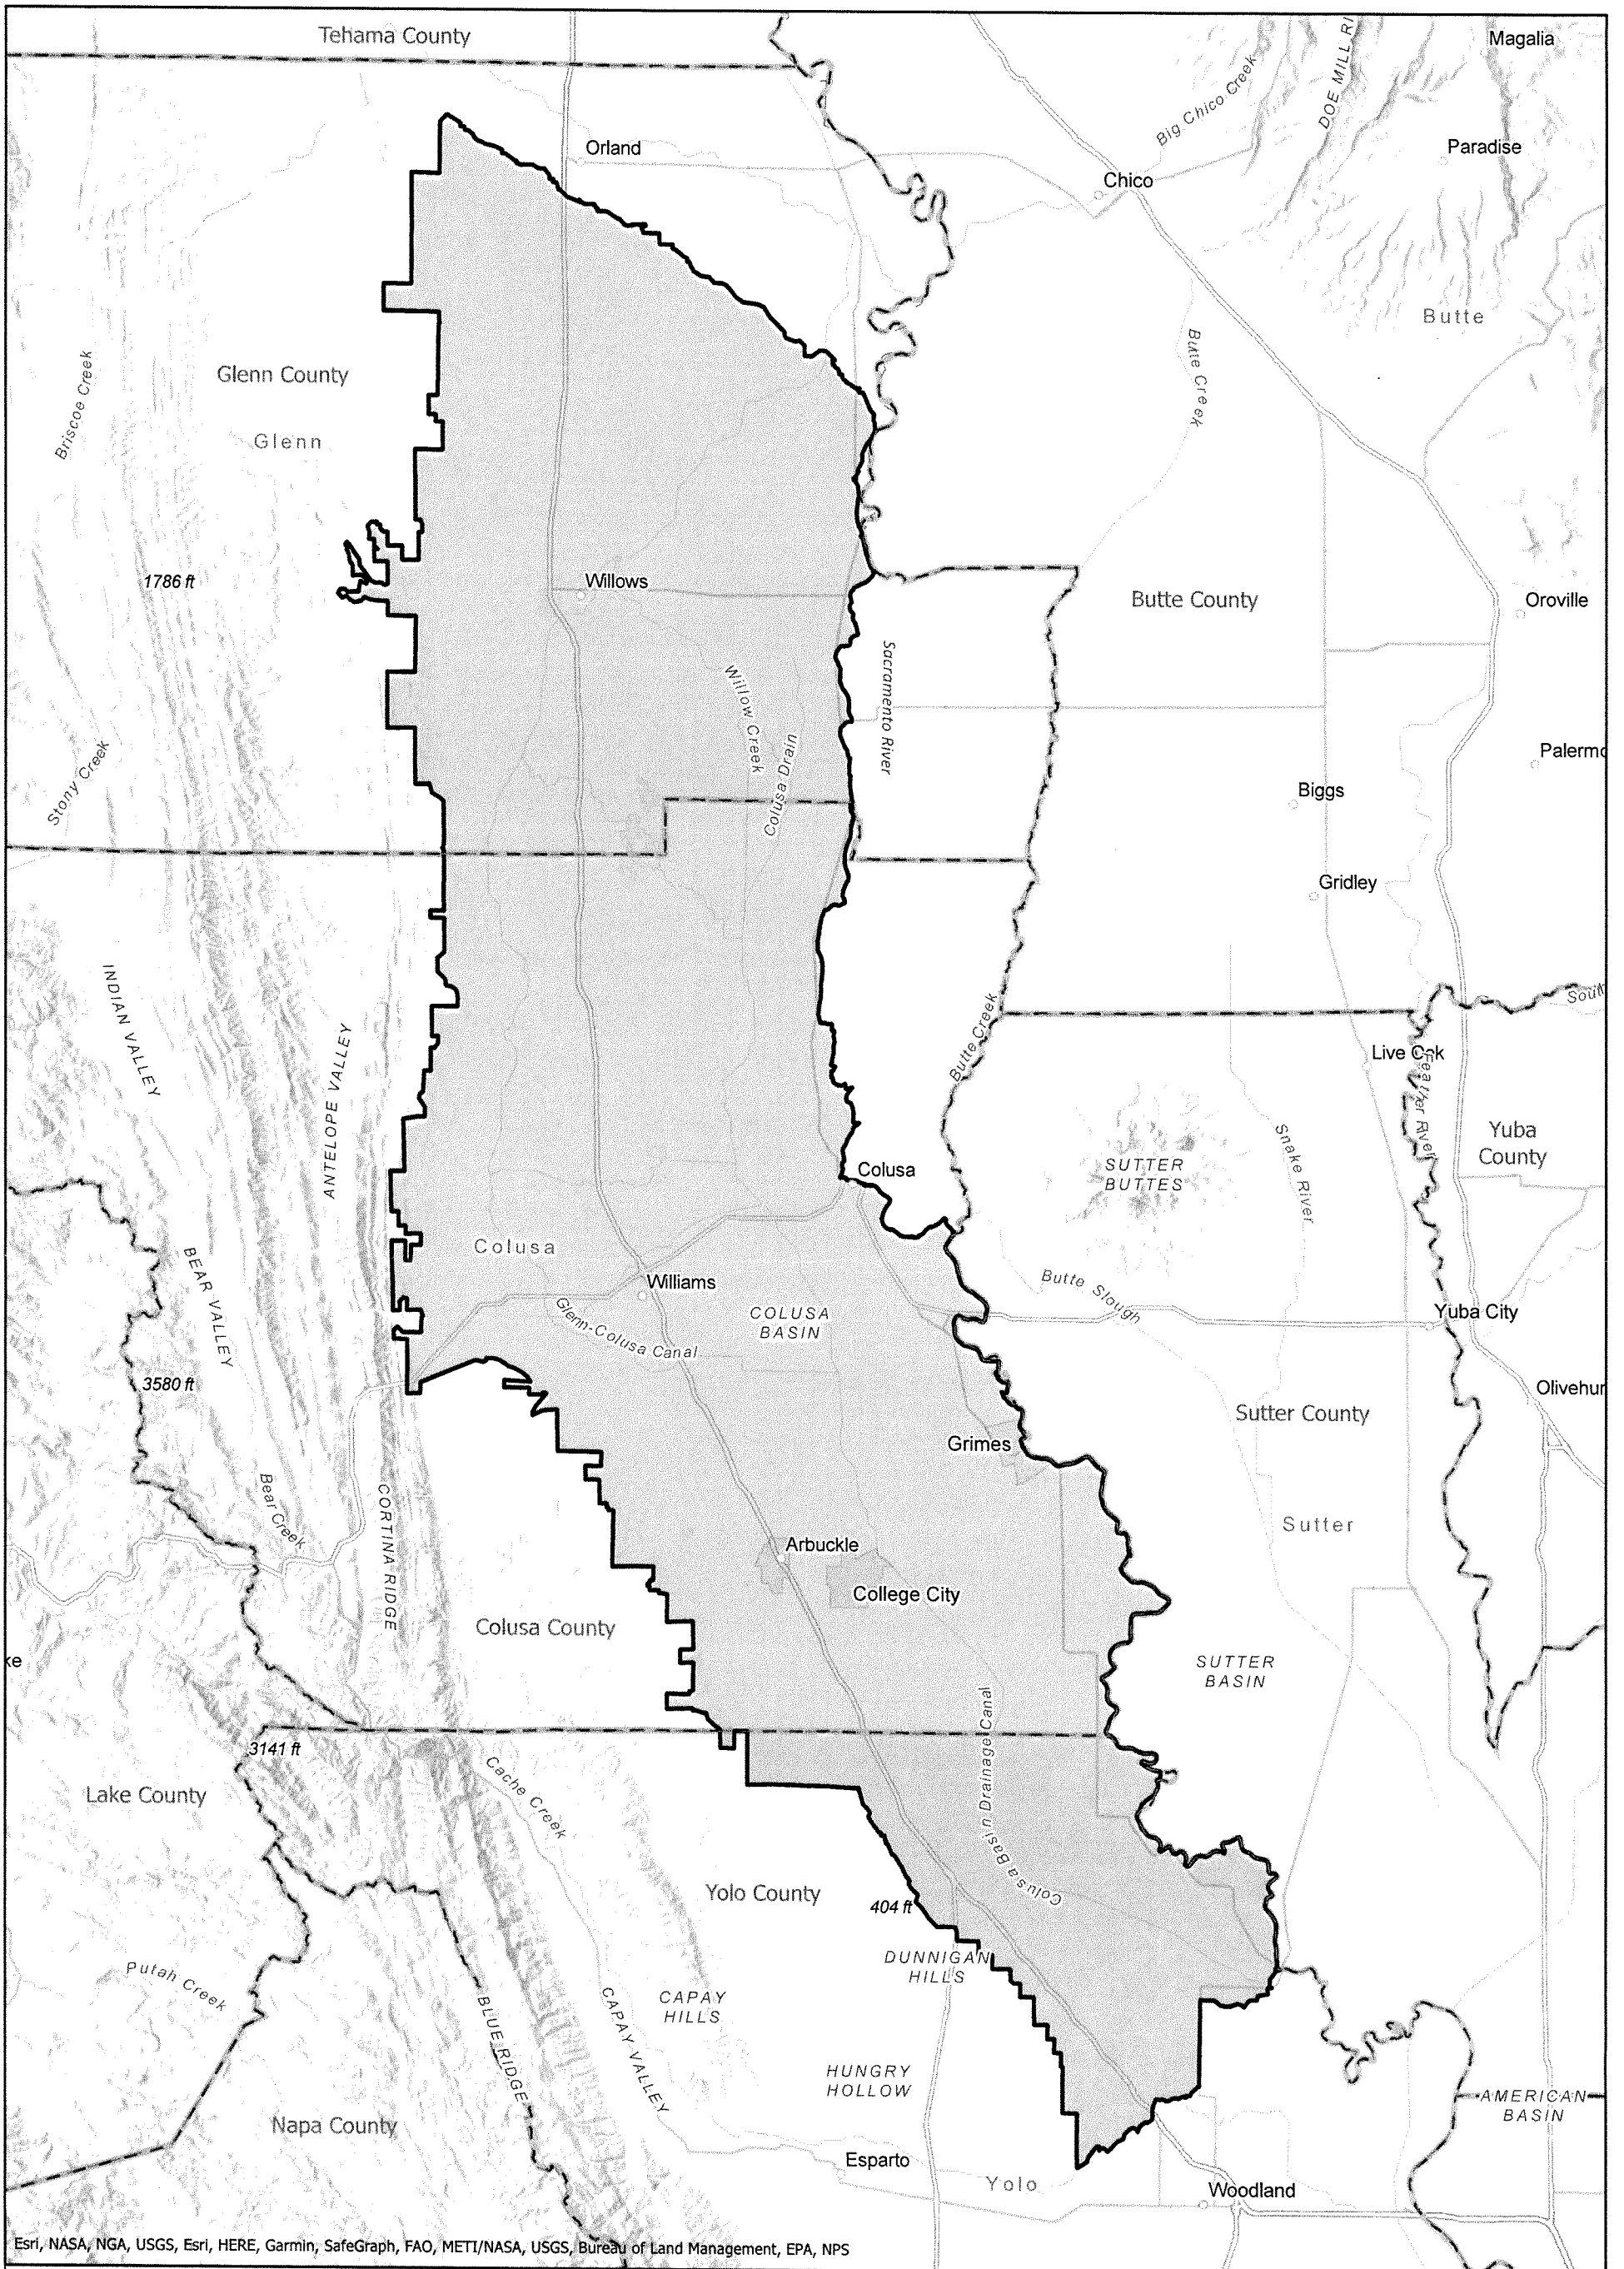 Tehama County
Magalia
Big Chico Creek
DOE MILL RI
Orland
Paradise
Chico
Butte
Butte Creek
Briscoe Creek
Glenn County
Glenn
1786 ft
Willows
Butte County
Oroville
Sacramento River
Willow Creek
Colusa Drain
Stony Creek
Palermo
Biggs
Gridley
INDIAN VALLEY
ANTELOPE VALLEY
Butte Creek
South
Live Oak
Feather River
Yuba
County
Snake River
SUTTER
BUTTES
Colusa
Colusa
BEAR VALLEY
Williams
COLUSA
BASIN
Butte Slough
Yuba City
Glenn-Colusa Canal
3580 ft
Olivehur
Sutter County
Grimes
Bear Creek
CORTINA RIDGE
Sutter
Arbuckle
College City
Colusa County
ke
SUTTER
BASIN
Colusa Basin Drainage Canal
3141 ft
Cache Creek
Lake County
Yolo County
404 ft
DUNNIGAN
HILLS
Putah Creek
CAPAY
HILLS
CAPAY VALLEY
BLUE RIDGE
HUNGRY
HOLLOW
AMERICAN
BASIN
Napa County
Esparto
Yolo
Woodland
Esri, NASA, NGA, USGS, Esri, HERE, Garmin, SafeGraph, FAO, METI/NASA, USGS, Bureau of Land Management, EPA, NPS